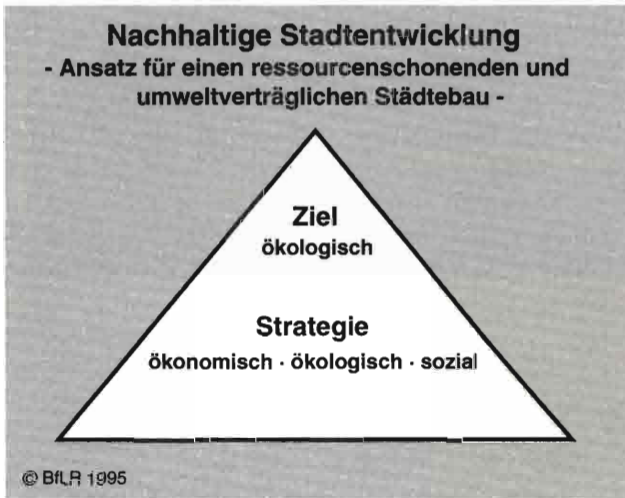 Nachhaltige Stadtentwicklung
- Ansatz für einen ressourcenschonenden und
umweltverträglichen Städtebau -
Ziel
ökologisch
Strategie
ökonomisch · ökologisch · sozial
© BfLR 1995